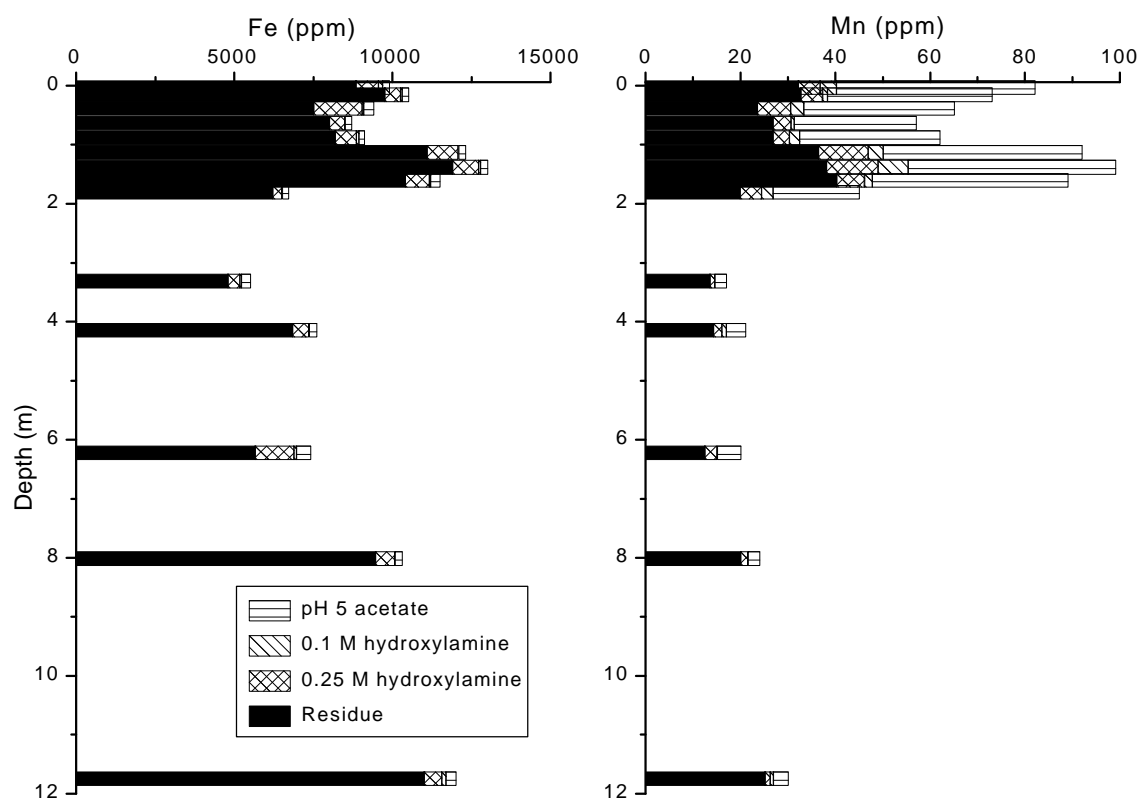 Fe (ppm)
0 5000 10000 15000
Mn (ppm)
0 20 40 60 80 100
Depth (m)
0
2
4
6
8
10
12
0
2
4
6
8
10
12
pH 5 acetate
0.1 M hydroxylamine
0.25 M hydroxylamine
Residue